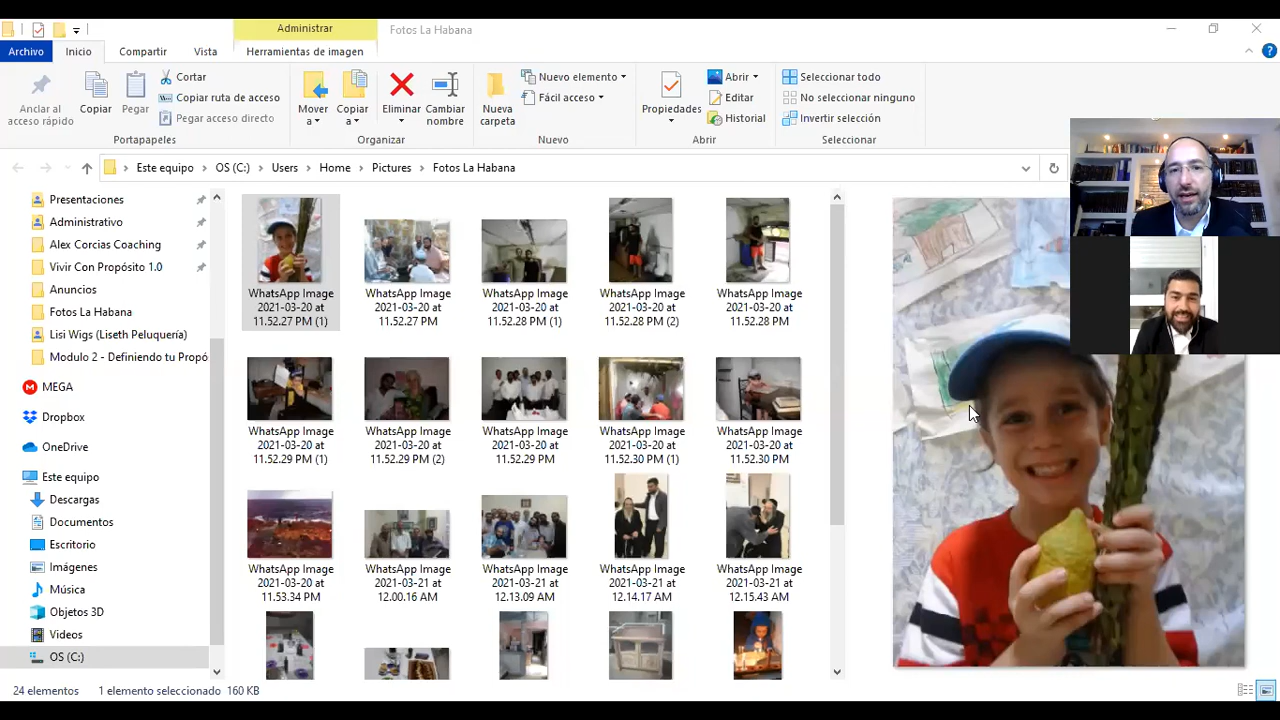 Administrar
Fotos La Habana
Archivo
Inicio
Compartir
Vista
Herramientas de imagen
Anclar al
acceso rápido
Copiar
Pegar
Cortar
Copiar ruta de acceso
Pegar acceso directo
Portapapeles
Mover
a
Copiar
a
Eliminar
Cambiar
nombre
Organizar
Nueva
carpeta
Nuevo elemento
Fácil acceso
Nuevo
Propiedades
Abrir
Editar
Historial
Abrir
Seleccionar todo
No seleccionar ninguno
Invertir selección
Seleccionar
Este equipo
OS (C:)
Users
Home
Pictures
Fotos La Habana
Presentaciones
Administrativo
Alex Corcias Coaching
Vivir Con Propósito 1.0
Anuncios
Fotos La Habana
Lisi Wigs (Liseth Peluquería)
Modulo 2 - Definiendo tu Propó
MEGA
Dropbox
OneDrive
Este equipo
Descargas
Documentos
Escritorio
Imágenes
Música
Objetos 3D
Videos
OS (C:)
WhatsApp Image
2021-03-20 at
11.52.27 PM (1)
WhatsApp Image
2021-03-20 at
11.52.27 PM
WhatsApp Image
2021-03-20 at
11.52.28 PM (1)
WhatsApp Image
2021-03-20 at
11.52.28 PM (2)
WhatsApp Image
2021-03-20 at
11.52.28 PM
WhatsApp Image
2021-03-20 at
11.52.29 PM (1)
WhatsApp Image
2021-03-20 at
11.52.29 PM (2)
WhatsApp Image
2021-03-20 at
11.52.29 PM
WhatsApp Image
2021-03-20 at
11.52.30 PM (1)
WhatsApp Image
2021-03-20 at
11.52.30 PM
WhatsApp Image
2021-03-20 at
11.53.34 PM
WhatsApp Image
2021-03-21 at
12.00.16 AM
WhatsApp Image
2021-03-21 at
12.13.09 AM
WhatsApp Image
2021-03-21 at
12.14.17 AM
WhatsApp Image
2021-03-21 at
12.15.43 AM
24 elementos
1 elemento seleccionado
160 KB